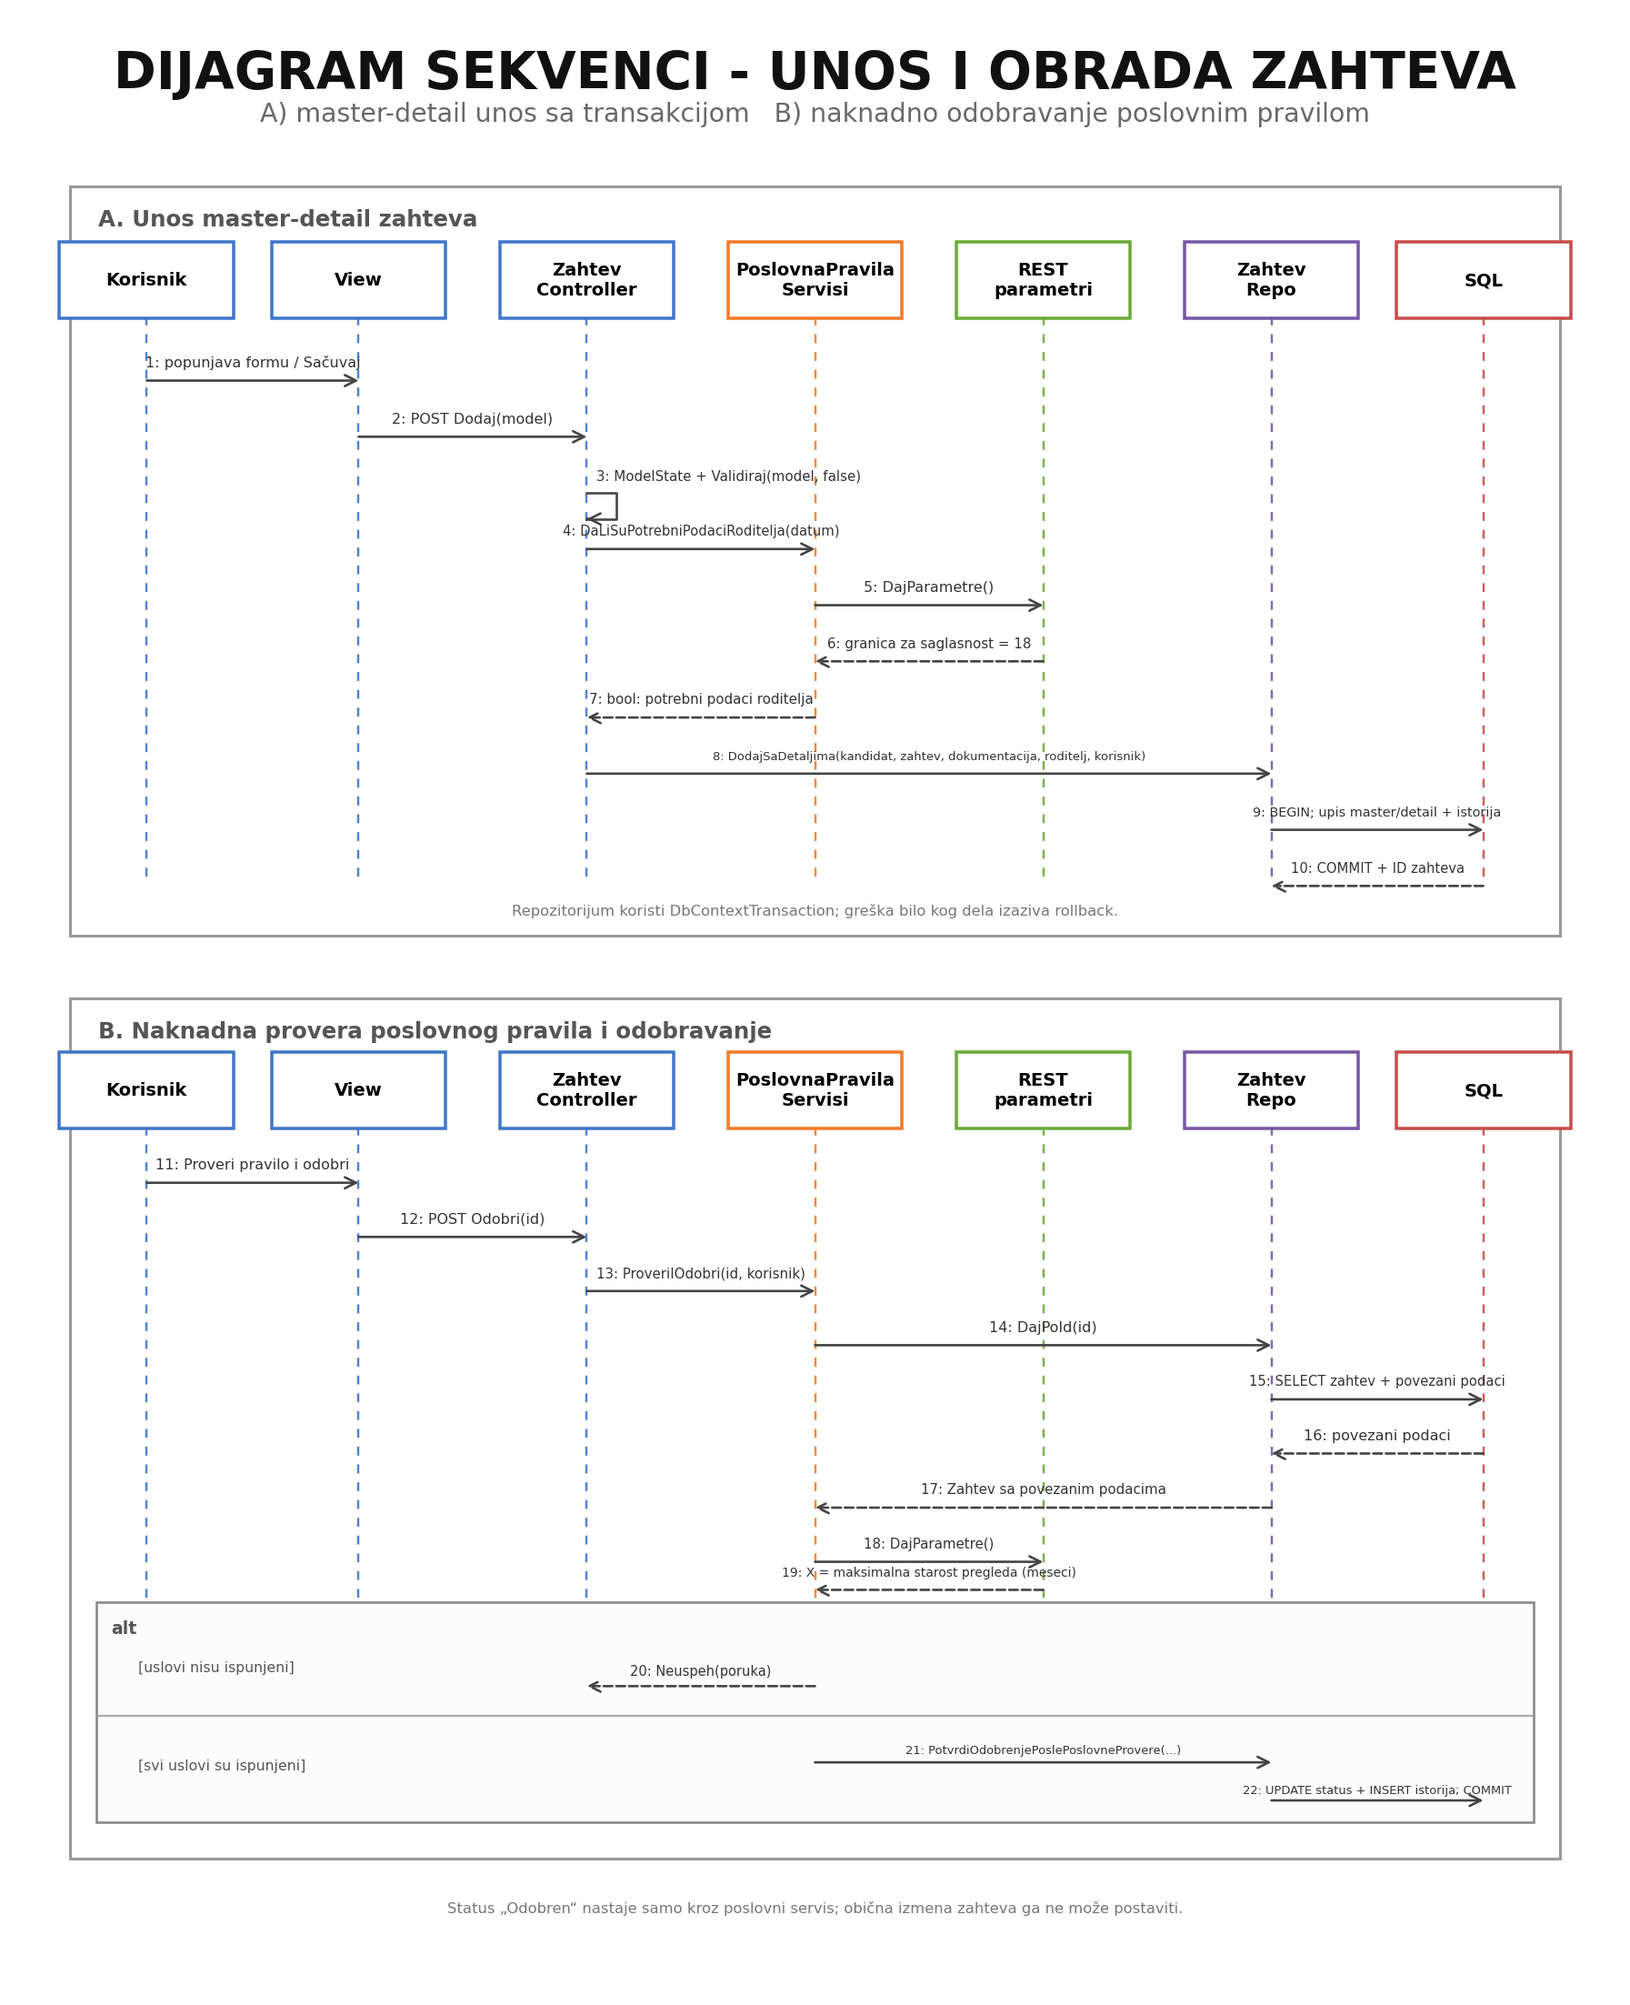 DIJAGRAM SEKVENCI - UNOS I OBRADA ZAHTEVA
A) master-detail unos sa transakcijom   B) naknadno odobravanje poslovnim pravilom
A. Unos master-detail zahteva
Korisnik
View
Zahtev
Controller
PoslovnaPravila
Servisi
REST
parametri
Zahtev
Repo
SQL
1: popunjava formu / Sačuvaj
2: POST Dodaj(model)
3: ModelState + Validiraj(model, false)
4: DaLiSuPotrebniPodaciRoditelja(datum)
5: DajParametre()
6: granica za saglasnost = 18
7: bool: potrebni podaci roditelja
8: DodajSaDetaljima(kandidat, zahtev, dokumentacija, roditelj, korisnik)
9: BEGIN; upis master/detail + istorija
10: COMMIT + ID zahteva
Repozitorijum koristi DbContextTransaction; greška bilo kog dela izaziva rollback.
B. Naknadna provera poslovnog pravila i odobravanje
Korisnik
View
Zahtev
Controller
PoslovnaPravila
Servisi
REST
parametri
Zahtev
Repo
SQL
11: Proveri pravilo i odobri
12: POST Odobri(id)
13: ProveriIOdobri(id, korisnik)
14: DajPoId(id)
15: SELECT zahtev + povezani podaci
16: povezani podaci
17: Zahtev sa povezanim podacima
18: DajParametre()
19: X = maksimalna starost pregleda (meseci)
alt
[uslovi nisu ispunjeni]
20: Neuspeh(poruka)
[svi uslovi su ispunjeni]
21: PotvrdiOdobrenjePoslePoslovneProvere(...)
22: UPDATE status + INSERT istorija; COMMIT
Status „Odobren“ nastaje samo kroz poslovni servis; obična izmena zahteva ga ne može postaviti.